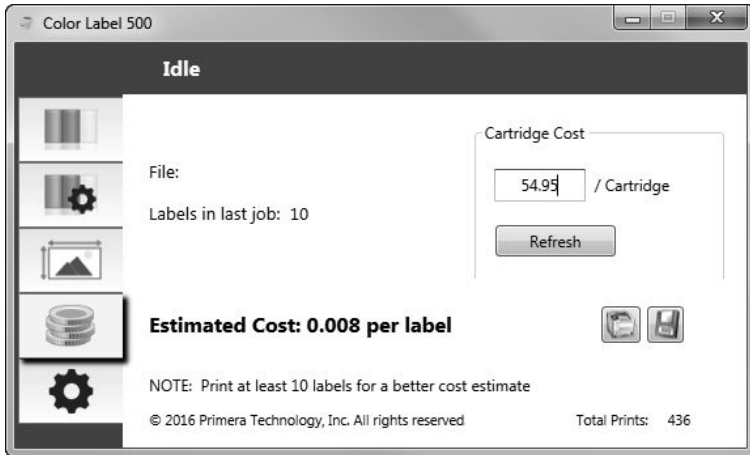 Color Label 500
Idle
Cartridge Cost
File:
54.95 / Cartridge
Labels in last job: 10
Refresh
Estimated Cost: 0.008 per label
NOTE: Print at least 10 labels for a better cost estimate
© 2016 Primera Technology, Inc. All rights reserved
Total Prints: 436